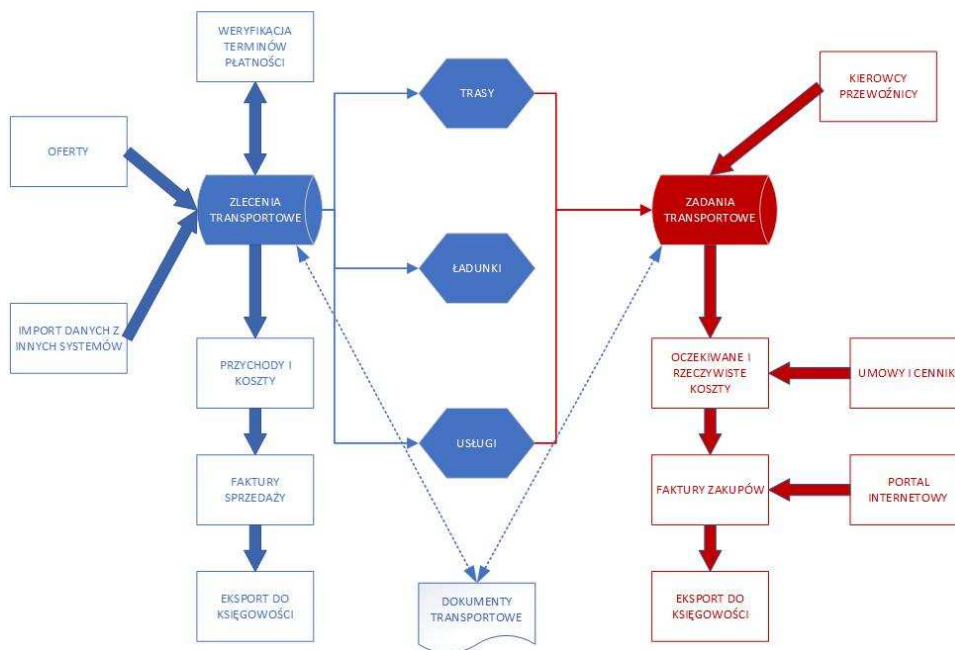 WERYFIKACJA
TERMINÓW
PŁATNOŚCI
TRASY
KIEROWCY
PRZEWOŹNICY
OFERTY
ZLECENIA
TRANSPORTOWE
ZADANIA
TRANSPORTOWE
ŁADUNKI
IMPORT DANYCH Z
INNYCH SYSTEMÓW
PRZYCHODY I
KOSZTY
OCZEKIWANE I
RZECZYWISTE
KOSZTY
UMOWY I CENNIK
USŁUGI
FAKTURY
SPRZEDAŻY
FAKTURY ZAKUPÓW
PORTAL
INTERNETOWY
EKSPORT DO
KSIĘGOWOŚCI
DOKUMENTY
TRANSPORTOWE
EKSPORT DO
KSIĘGOWOŚCI